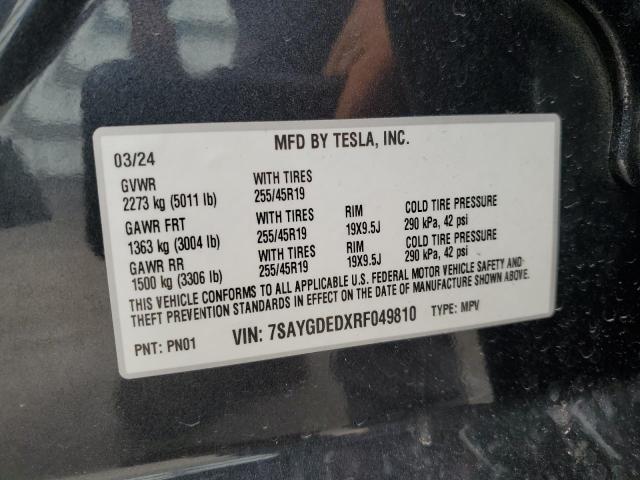 MFD BY TESLA, INC.
03/24
GVWR WITH TIRES
2273 kg (5011 lb) 255/45R19
GAWR FRT WITH TIRES RIM COLD TIRE PRESSURE
1363 kg (3004 lb) 255/45R19 19X9.5J 290 kPa, 42 psi
GAWR RR WITH TIRES RIM COLD TIRE PRESSURE
1500 kg (3306 lb) 255/45R19 19X9.5J 290 kPa, 42 psi
THIS VEHICLE CONFORMS TO ALL APPLICABLE U.S. FEDERAL MOTOR VEHICLE SAFETY AND
THEFT PREVENTION STANDARDS IN EFFECT ON THE DATE OF MANUFACTURE SHOWN ABOVE.
PNT: PN01 VIN: 7SAYGDEDXRF049810 TYPE: MPV